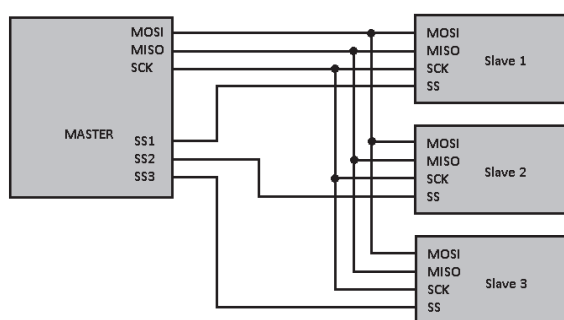 MOSI
MISO
SCK
MASTER
SS1
SS2
SS3
MOSI
MISO
SCK
SS
Slave 1
MOSI
MISO
SCK
SS
Slave 2
MOSI
MISO
SCK
SS
Slave 3